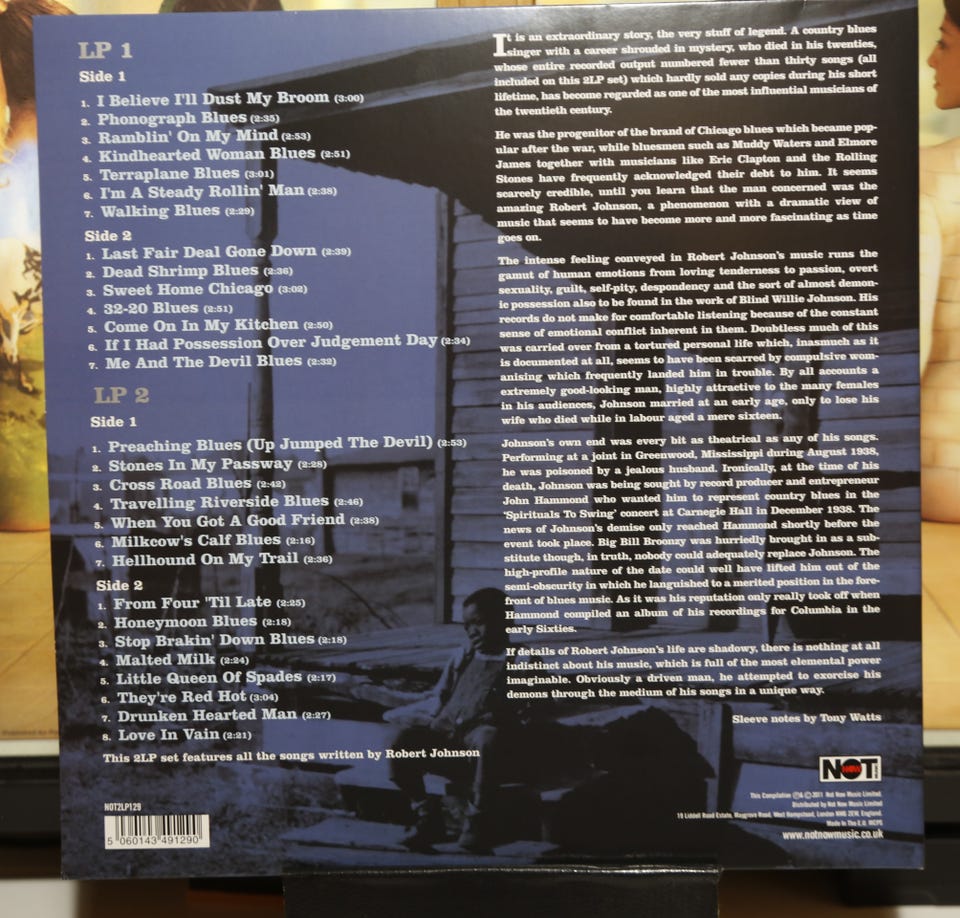 LP 1
Side 1
1. I Believe I'll Dust My Broom (3:00)
2. Phonograph Blues (2:35)
3. Ramblin' On My Mind (2:53)
4. Kindhearted Woman Blues (2:51)
5. Terraplane Blues (3:01)
6. I'm A Steady Rollin' Man (2:38)
7. Walking Blues (2:29)
Side 2
1. Last Fair Deal Gone Down (2:39)
2. Dead Shrimp Blues (2:36)
3. Sweet Home Chicago (3:02)
4. 32-20 Blues (2:51)
5. Come On In My Kitchen (2:50)
6. If I Had Possession Over Judgement Day (2:34)
7. Me And The Devil Blues (2:32)
LP 2
Side 1
1. Preaching Blues (Up Jumped The Devil) (2:53)
2. Stones In My Passway (2:28)
3. Cross Road Blues (2:42)
4. Travelling Riverside Blues (2:46)
5. When You Got A Good Friend (2:38)
6. Milkcow's Calf Blues (2:16)
7. Hellhound On My Trail (2:36)
Side 2
1. From Four 'Til Late (2:25)
2. Honeymoon Blues (2:18)
3. Stop Brakin' Down Blues (2:18)
4. Malted Milk (2:24)
5. Little Queen Of Spades (2:17)
6. They're Red Hot (3:04)
7. Drunken Hearted Man (2:27)
8. Love In Vain (2:21)
This 2LP set features all the songs written by Robert Johnson
NOT2LP129
5 060143 491290
It is an extraordinary story, the very stuff of legend. A country blues
singer with a career shrouded in mystery, who died in his twenties,
whose entire recorded output numbered fewer than thirty songs (all
included on this 2LP set) which hardly sold any copies during his short
lifetime, has become regarded as one of the most influential musicians of
the twentieth century.
He was the progenitor of the brand of Chicago blues which became pop-
ular after the war, while bluesmen such as Muddy Waters and Elmore
James together with musicians like Eric Clapton and the Rolling
Stones have frequently acknowledged their debt to him. It seems
scarcely credible, until you learn that the man concerned was the
amazing Robert Johnson, a phenomenon with a dramatic view of
music that seems to have become more and more fascinating as time
goes on.
The intense feeling conveyed in Robert Johnson's music runs the
gamut of human emotions from loving tenderness to passion, overt
sexuality, guilt, self-pity, despondency and the sort of almost demon-
ic possession also to be found in the work of Blind Willie Johnson. His
records do not make for comfortable listening because of the constant
sense of emotional conflict inherent in them. Doubtless much of this
was carried over from a tortured personal life which, inasmuch as it
is documented at all, seems to have been scarred by compulsive wom-
anising which frequently landed him in trouble. By all accounts a
extremely good-looking man, highly attractive to the many females
in his audiences, Johnson married at an early age, only to lose his
wife who died while in labour aged a mere sixteen.
Johnson's own end was every bit as theatrical as any of his songs.
Performing at a joint in Greenwood, Mississippi during August 1938,
he was poisoned by a jealous husband. Ironically, at the time of his
death, Johnson was being sought by record producer and entrepreneur
John Hammond who wanted him to represent country blues in the
'Spirituals To Swing' concert at Carnegie Hall in December 1938. The
news of Johnson's demise only reached Hammond shortly before the
event took place. Big Bill Broonzy was hurriedly brought in as a sub-
stitute though, in truth, nobody could adequately replace Johnson. The
high-profile nature of the date could well have lifted him out of the
semi-obscurity in which he languished to a merited position in the fore-
front of blues music. As it was his reputation only really took off when
Hammond compiled an album of his recordings for Columbia in the
early Sixties.
If details of Robert Johnson's life are shadowy, there is nothing at all
indistinct about his music, which is full of the most elemental power
imaginable. Obviously a driven man, he attempted to exorcise his
demons through the medium of his songs in a unique way.
Sleeve notes by Tony Watts
NOT NOW
This Compilation ℗ & © 2011 Not Now Music Limited
Distributed by Not Now Music Limited
19 Liddell Road Estate, Maygrove Road, West Hampstead, London NW6 2EW, England.
Made In The E.U. MCPS
www.notnowmusic.co.uk